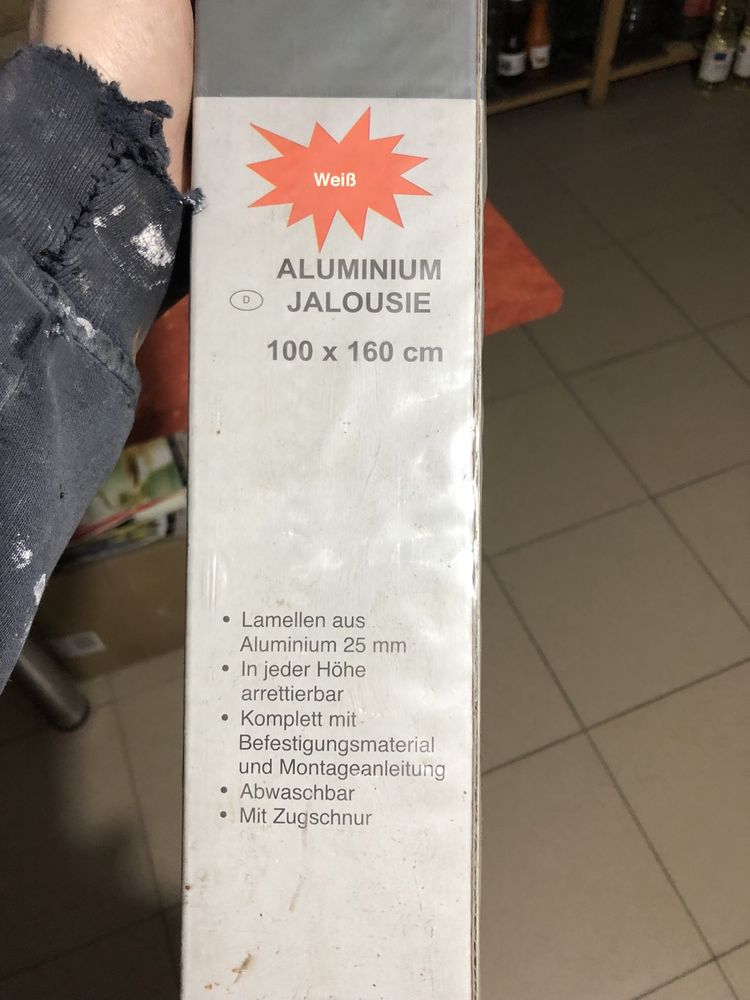 Weiß
ALUMINIUM
D JALOUSIE
100 x 160 cm
• Lamellen aus
Aluminium 25 mm
• In jeder Höhe
arrettierbar
• Komplett mit
Befestigungsmaterial
und Montageanleitung
• Abwaschbar
• Mit Zugschnur